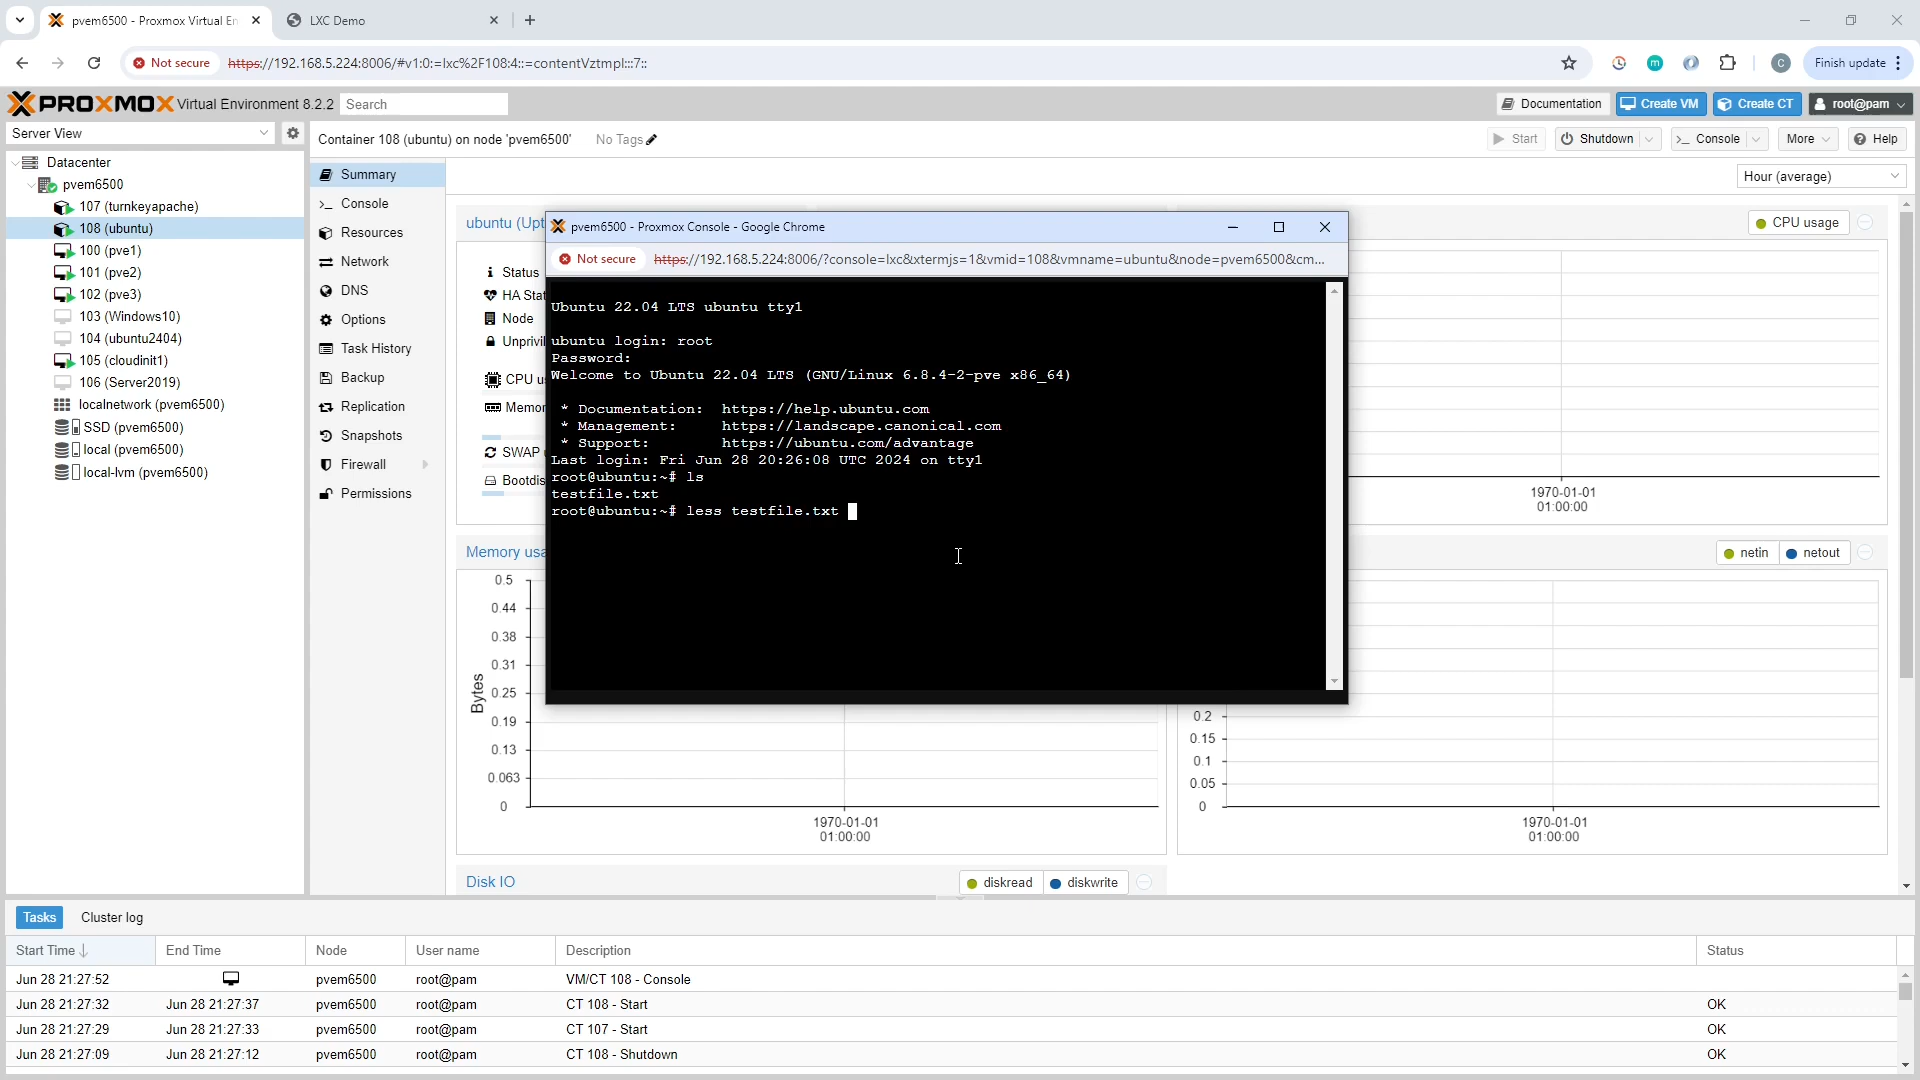 pvem6500 - Proxmox Virtual En
LXC Demo
Not secure
https://192.168.5.224:8006/#v1:0:=lxc%2F108:4::=contentVztmpl:::7::
Finish update
PROXMOX Virtual Environment 8.2.2
Search
Documentation
Create VM
Create CT
root@pam
Server View
Container 108 (ubuntu) on node 'pvem6500'
No Tags
Start
Shutdown
Console
More
Help
Datacenter
pvem6500
107 (turnkeyapache)
108 (ubuntu)
100 (pve1)
101 (pve2)
102 (pve3)
103 (Windows10)
104 (ubuntu2404)
105 (cloudinit1)
106 (Server2019)
localnetwork (pvem6500)
SSD (pvem6500)
local (pvem6500)
local-lvm (pvem6500)
Summary
Console
Resources
Network
DNS
Options
Task History
Backup
Replication
Snapshots
Firewall
Permissions
Hour (average)
ubuntu (Upt
Status
HA Stat
Node
Unprivil
CPU us
Memor
SWAP
Bootdis
CPU usage
1970-01-01
01:00:00
pvem6500 - Proxmox Console - Google Chrome
Not secure
https://192.168.5.224:8006/?console=lxc&xtermjs=1&vmid=108&vmname=ubuntu&node=pvem6500&cm...
Ubuntu 22.04 LTS ubuntu tty1
ubuntu login: root
Password:
Welcome to Ubuntu 22.04 LTS (GNU/Linux 6.8.4-2-pve x86_64)
* Documentation: https://help.ubuntu.com
* Management: https://landscape.canonical.com
* Support: https://ubuntu.com/advantage
Last login: Fri Jun 28 20:26:08 UTC 2024 on tty1
root@ubuntu:~# ls
testfile.txt
root@ubuntu:~# less testfile.txt
Memory usa
Bytes
0.5
0.44
0.38
0.31
0.25
0.19
0.13
0.063
0
1970-01-01
01:00:00
netin
netout
0.2
0.15
0.1
0.05
0
1970-01-01
01:00:00
Disk IO
diskread
diskwrite
Tasks
Cluster log
Start Time End Time Node User name Description Status
Jun 28 21:27:52 pvem6500 root@pam VM/CT 108 - Console
Jun 28 21:27:32 Jun 28 21:27:37 pvem6500 root@pam CT 108 - Start OK
Jun 28 21:27:29 Jun 28 21:27:33 pvem6500 root@pam CT 107 - Start OK
Jun 28 21:27:09 Jun 28 21:27:12 pvem6500 root@pam CT 108 - Shutdown OK